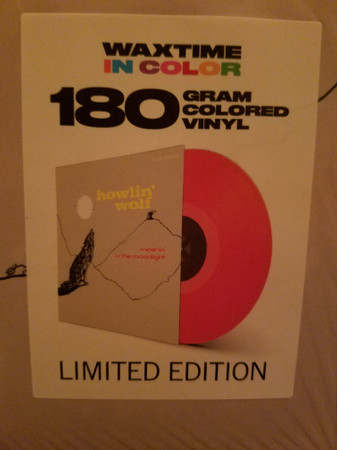 WAXTIME
IN COLOR
180 GRAM
COLORED
VINYL
howlin'
wolf
moanin'
in the moonlight
LIMITED EDITION